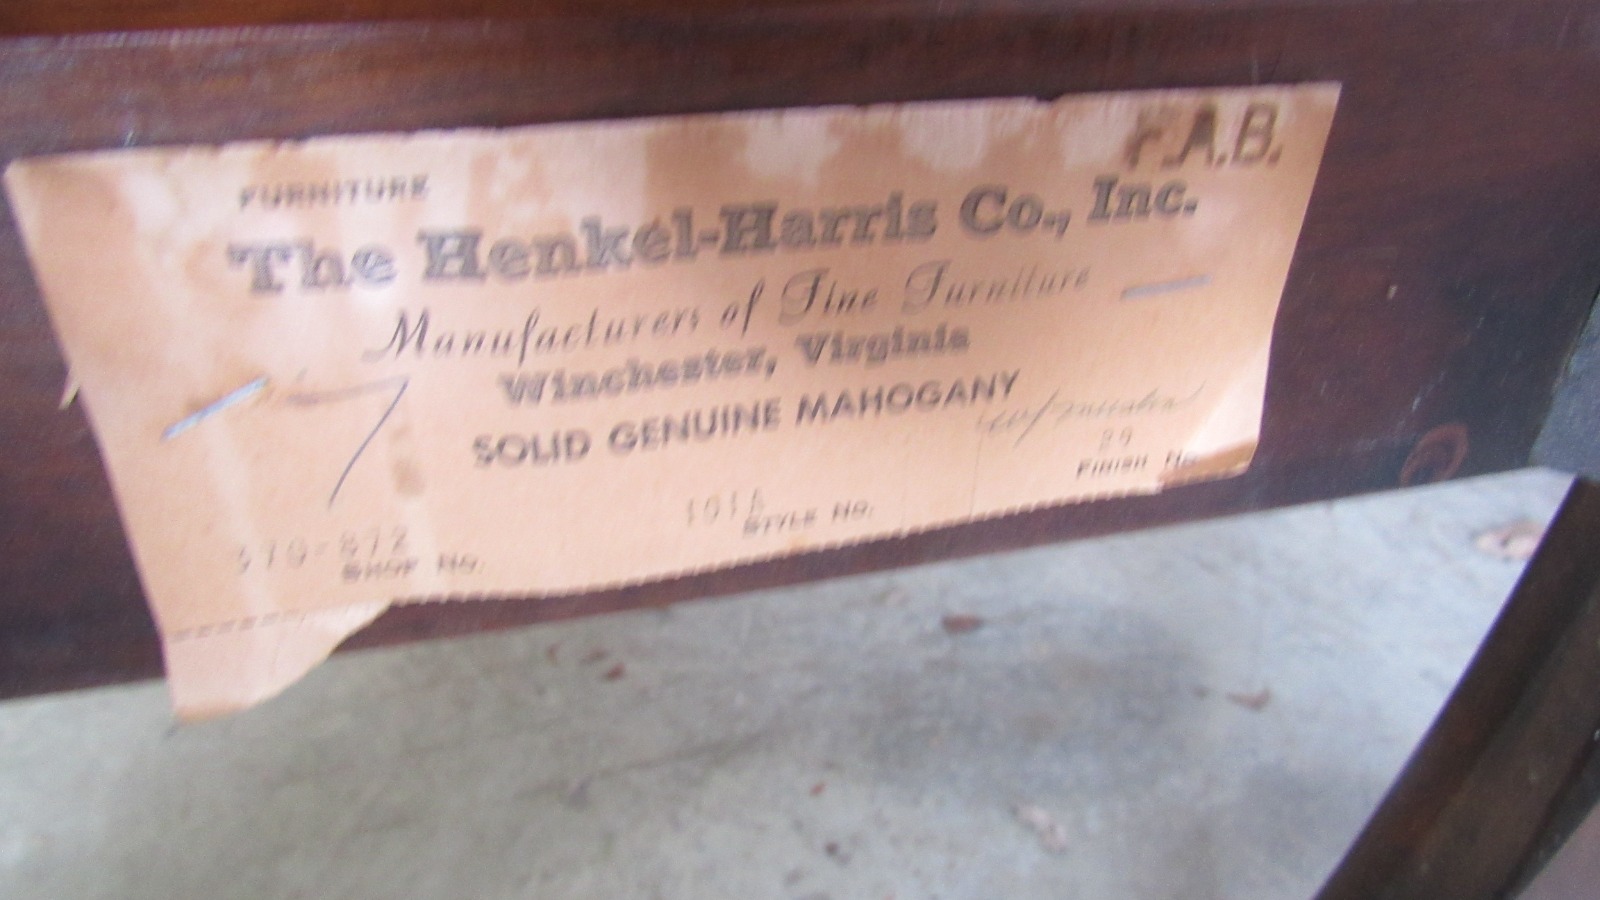 F.A.B.
FURNITURE
The Henkel-Harris Co., Inc.
Manufacturers of Fine Furniture
Winchester, Virginia
SOLID GENUINE MAHOGANY
29
FINISH No.
101A
STYLE NO.
SHOP NO.